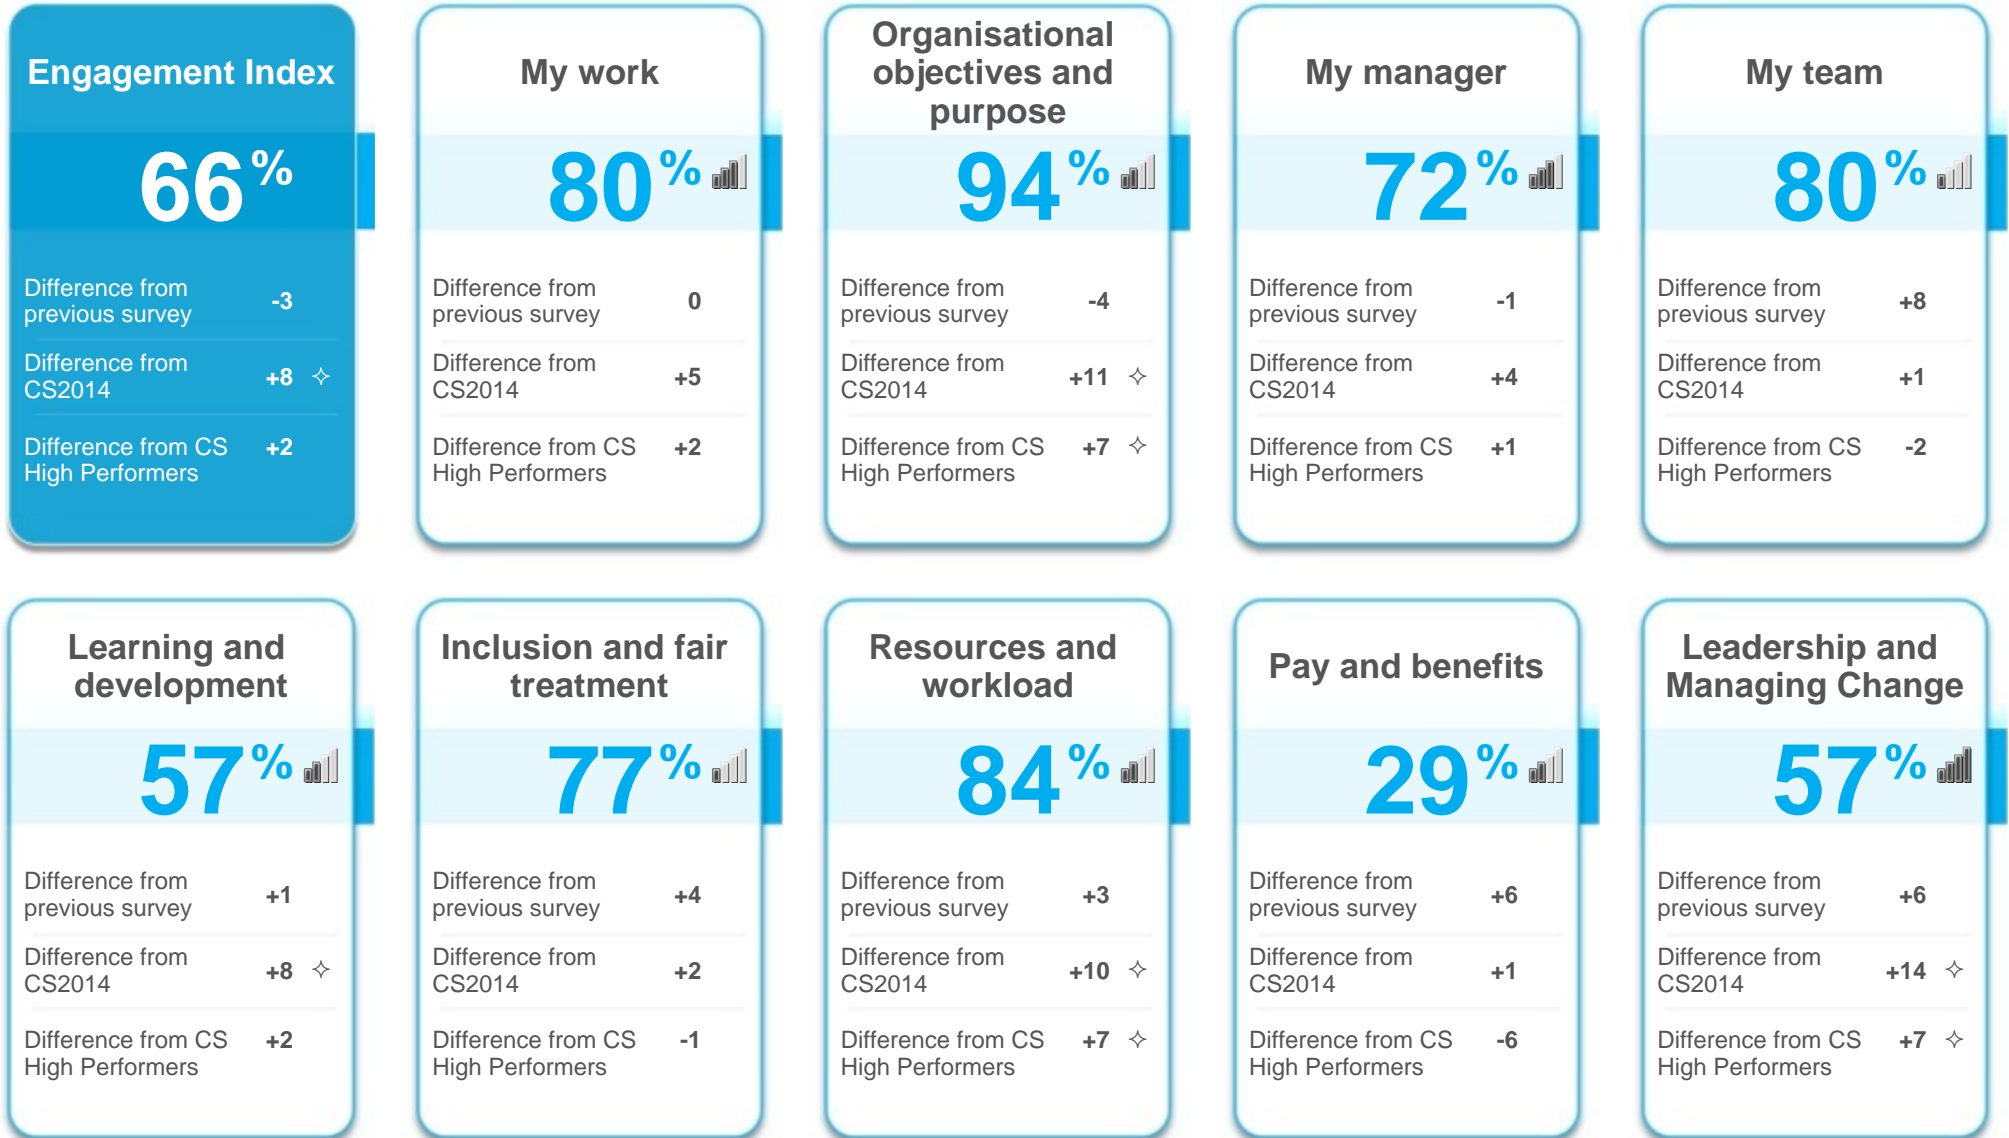 Engagement Index
66%
Difference from
previous survey -3
Difference from
CS2014 +8 ✧
Difference from CS
High Performers +2
My work
80%
Difference from
previous survey 0
Difference from
CS2014 +5
Difference from CS
High Performers +2
Organisational
objectives and
purpose
94%
Difference from
previous survey -4
Difference from
CS2014 +11 ✧
Difference from CS
High Performers +7 ✧
My manager
72%
Difference from
previous survey -1
Difference from
CS2014 +4
Difference from CS
High Performers +1
My team
80%
Difference from
previous survey +8
Difference from
CS2014 +1
Difference from CS
High Performers -2
Learning and
development
57%
Difference from
previous survey +1
Difference from
CS2014 +8 ✧
Difference from CS
High Performers +2
Inclusion and fair
treatment
77%
Difference from
previous survey +4
Difference from
CS2014 +2
Difference from CS
High Performers -1
Resources and
workload
84%
Difference from
previous survey +3
Difference from
CS2014 +10 ✧
Difference from CS
High Performers +7 ✧
Pay and benefits
29%
Difference from
previous survey +6
Difference from
CS2014 +1
Difference from CS
High Performers -6
Leadership and
Managing Change
57%
Difference from
previous survey +6
Difference from
CS2014 +14 ✧
Difference from CS
High Performers +7 ✧